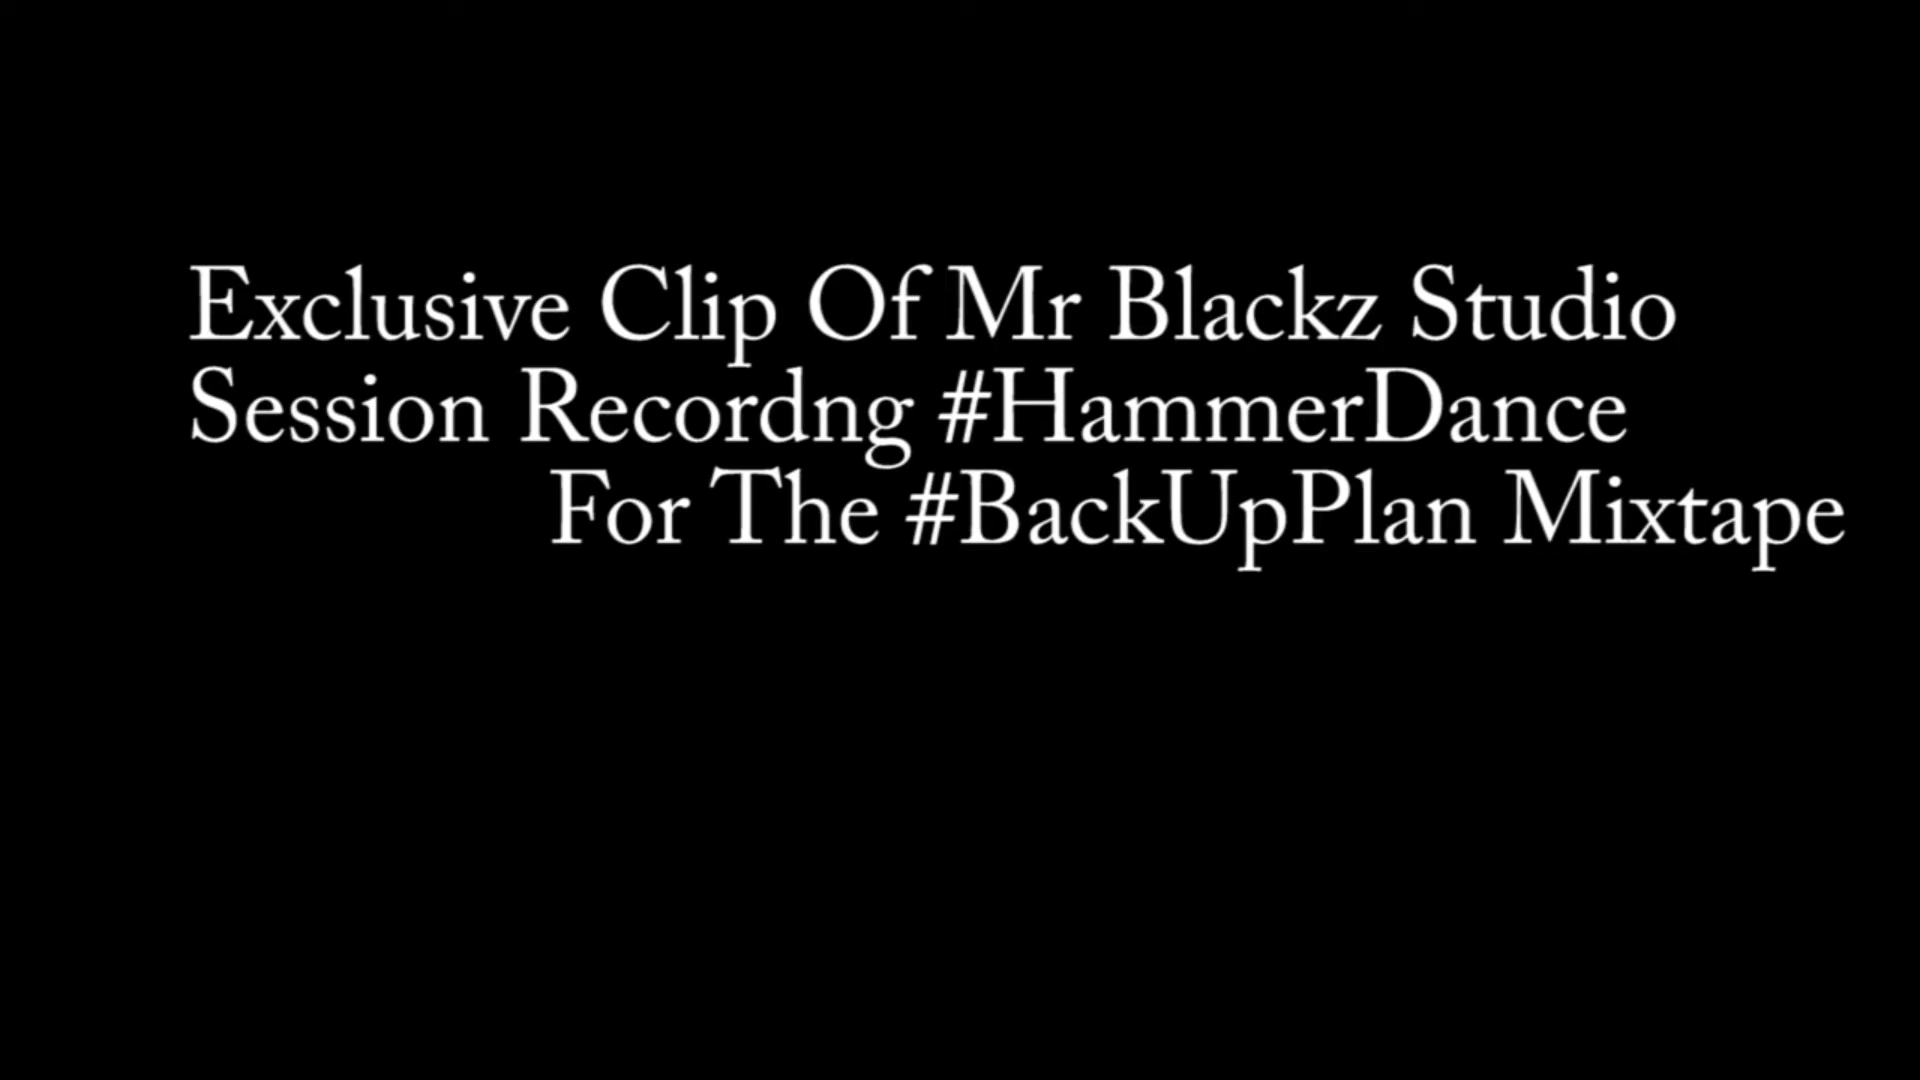 Exclusive Clip Of Mr Blackz Studio
Session Recordng #HammerDance
For The #BackUpPlan Mixtape